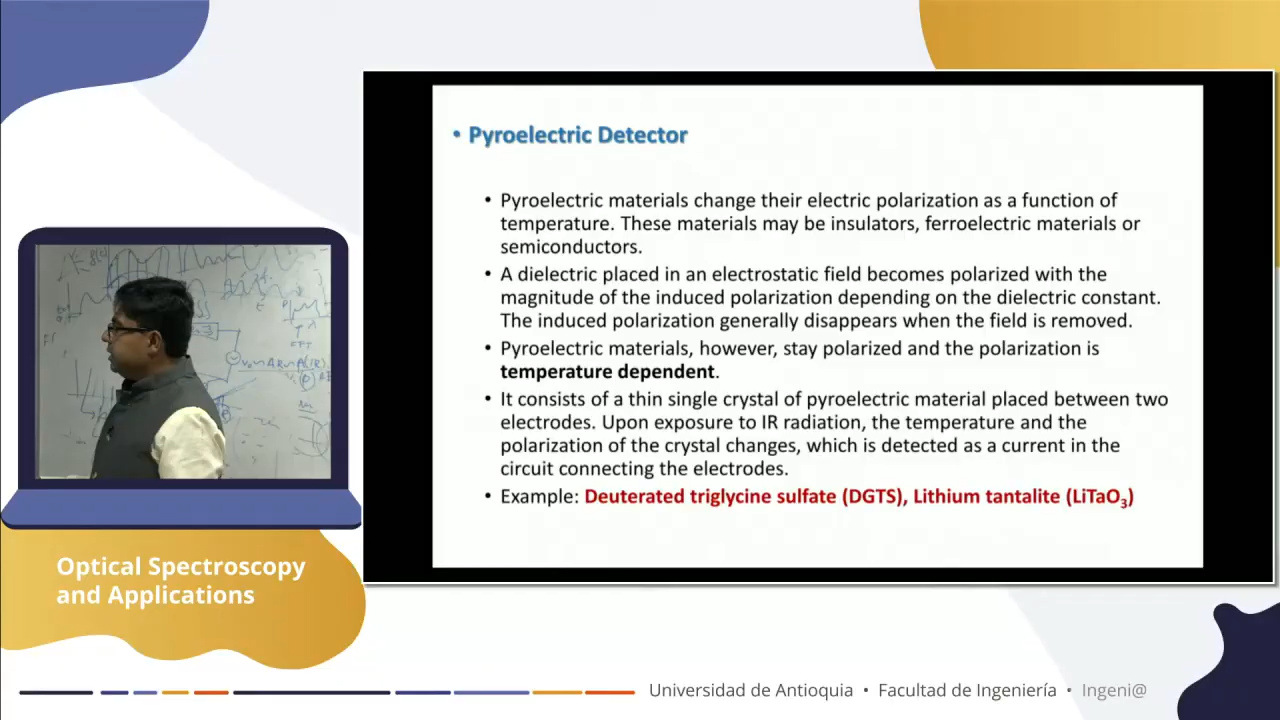 • Pyroelectric Detector
• Pyroelectric materials change their electric polarization as a function of
temperature. These materials may be insulators, ferroelectric materials or
semiconductors.
• A dielectric placed in an electrostatic field becomes polarized with the
magnitude of the induced polarization depending on the dielectric constant.
The induced polarization generally disappears when the field is removed.
• Pyroelectric materials, however, stay polarized and the polarization is
temperature dependent.
• It consists of a thin single crystal of pyroelectric material placed between two
electrodes. Upon exposure to IR radiation, the temperature and the
polarization of the crystal changes, which is detected as a current in the
circuit connecting the electrodes.
• Example: Deuterated triglycine sulfate (DGTS), Lithium tantalite (LiTaO₃)
Optical Spectroscopy
and Applications
Universidad de Antioquia • Facultad de Ingeniería • Ingeni@